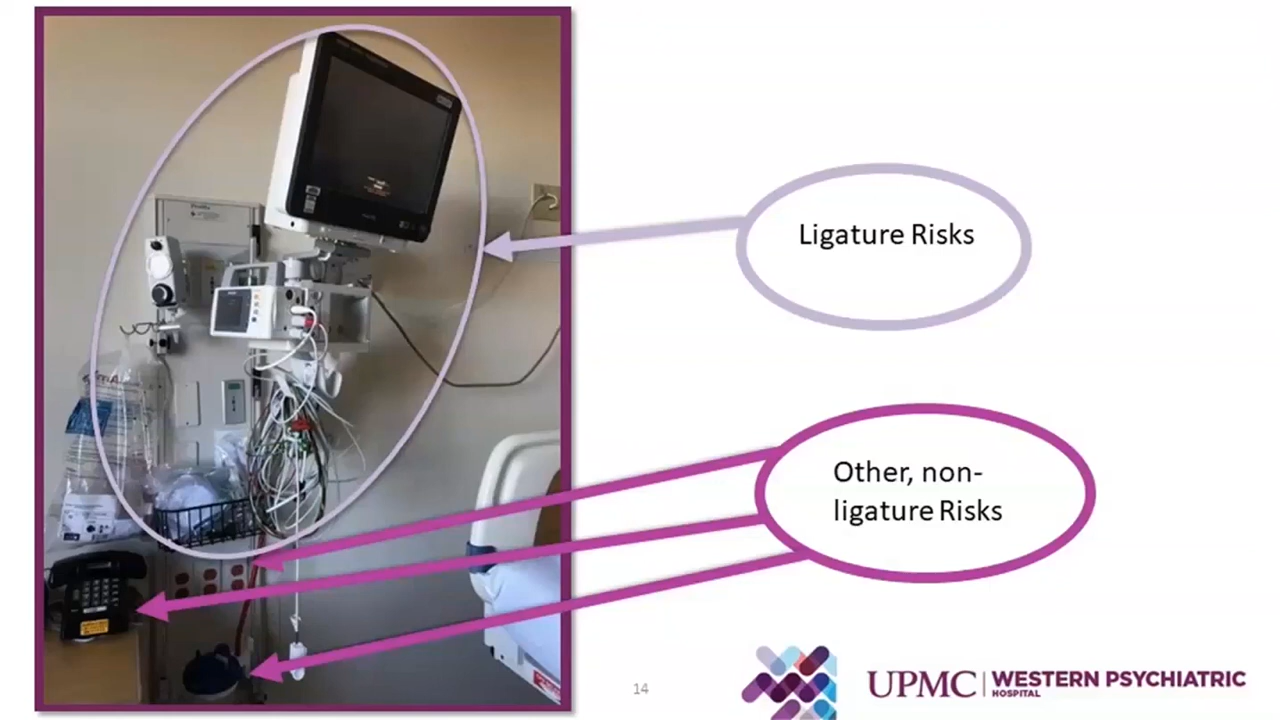 Ligature Risks
Other, non-
ligature Risks
14
UPMC
WESTERN PSYCHIATRIC
HOSPITAL